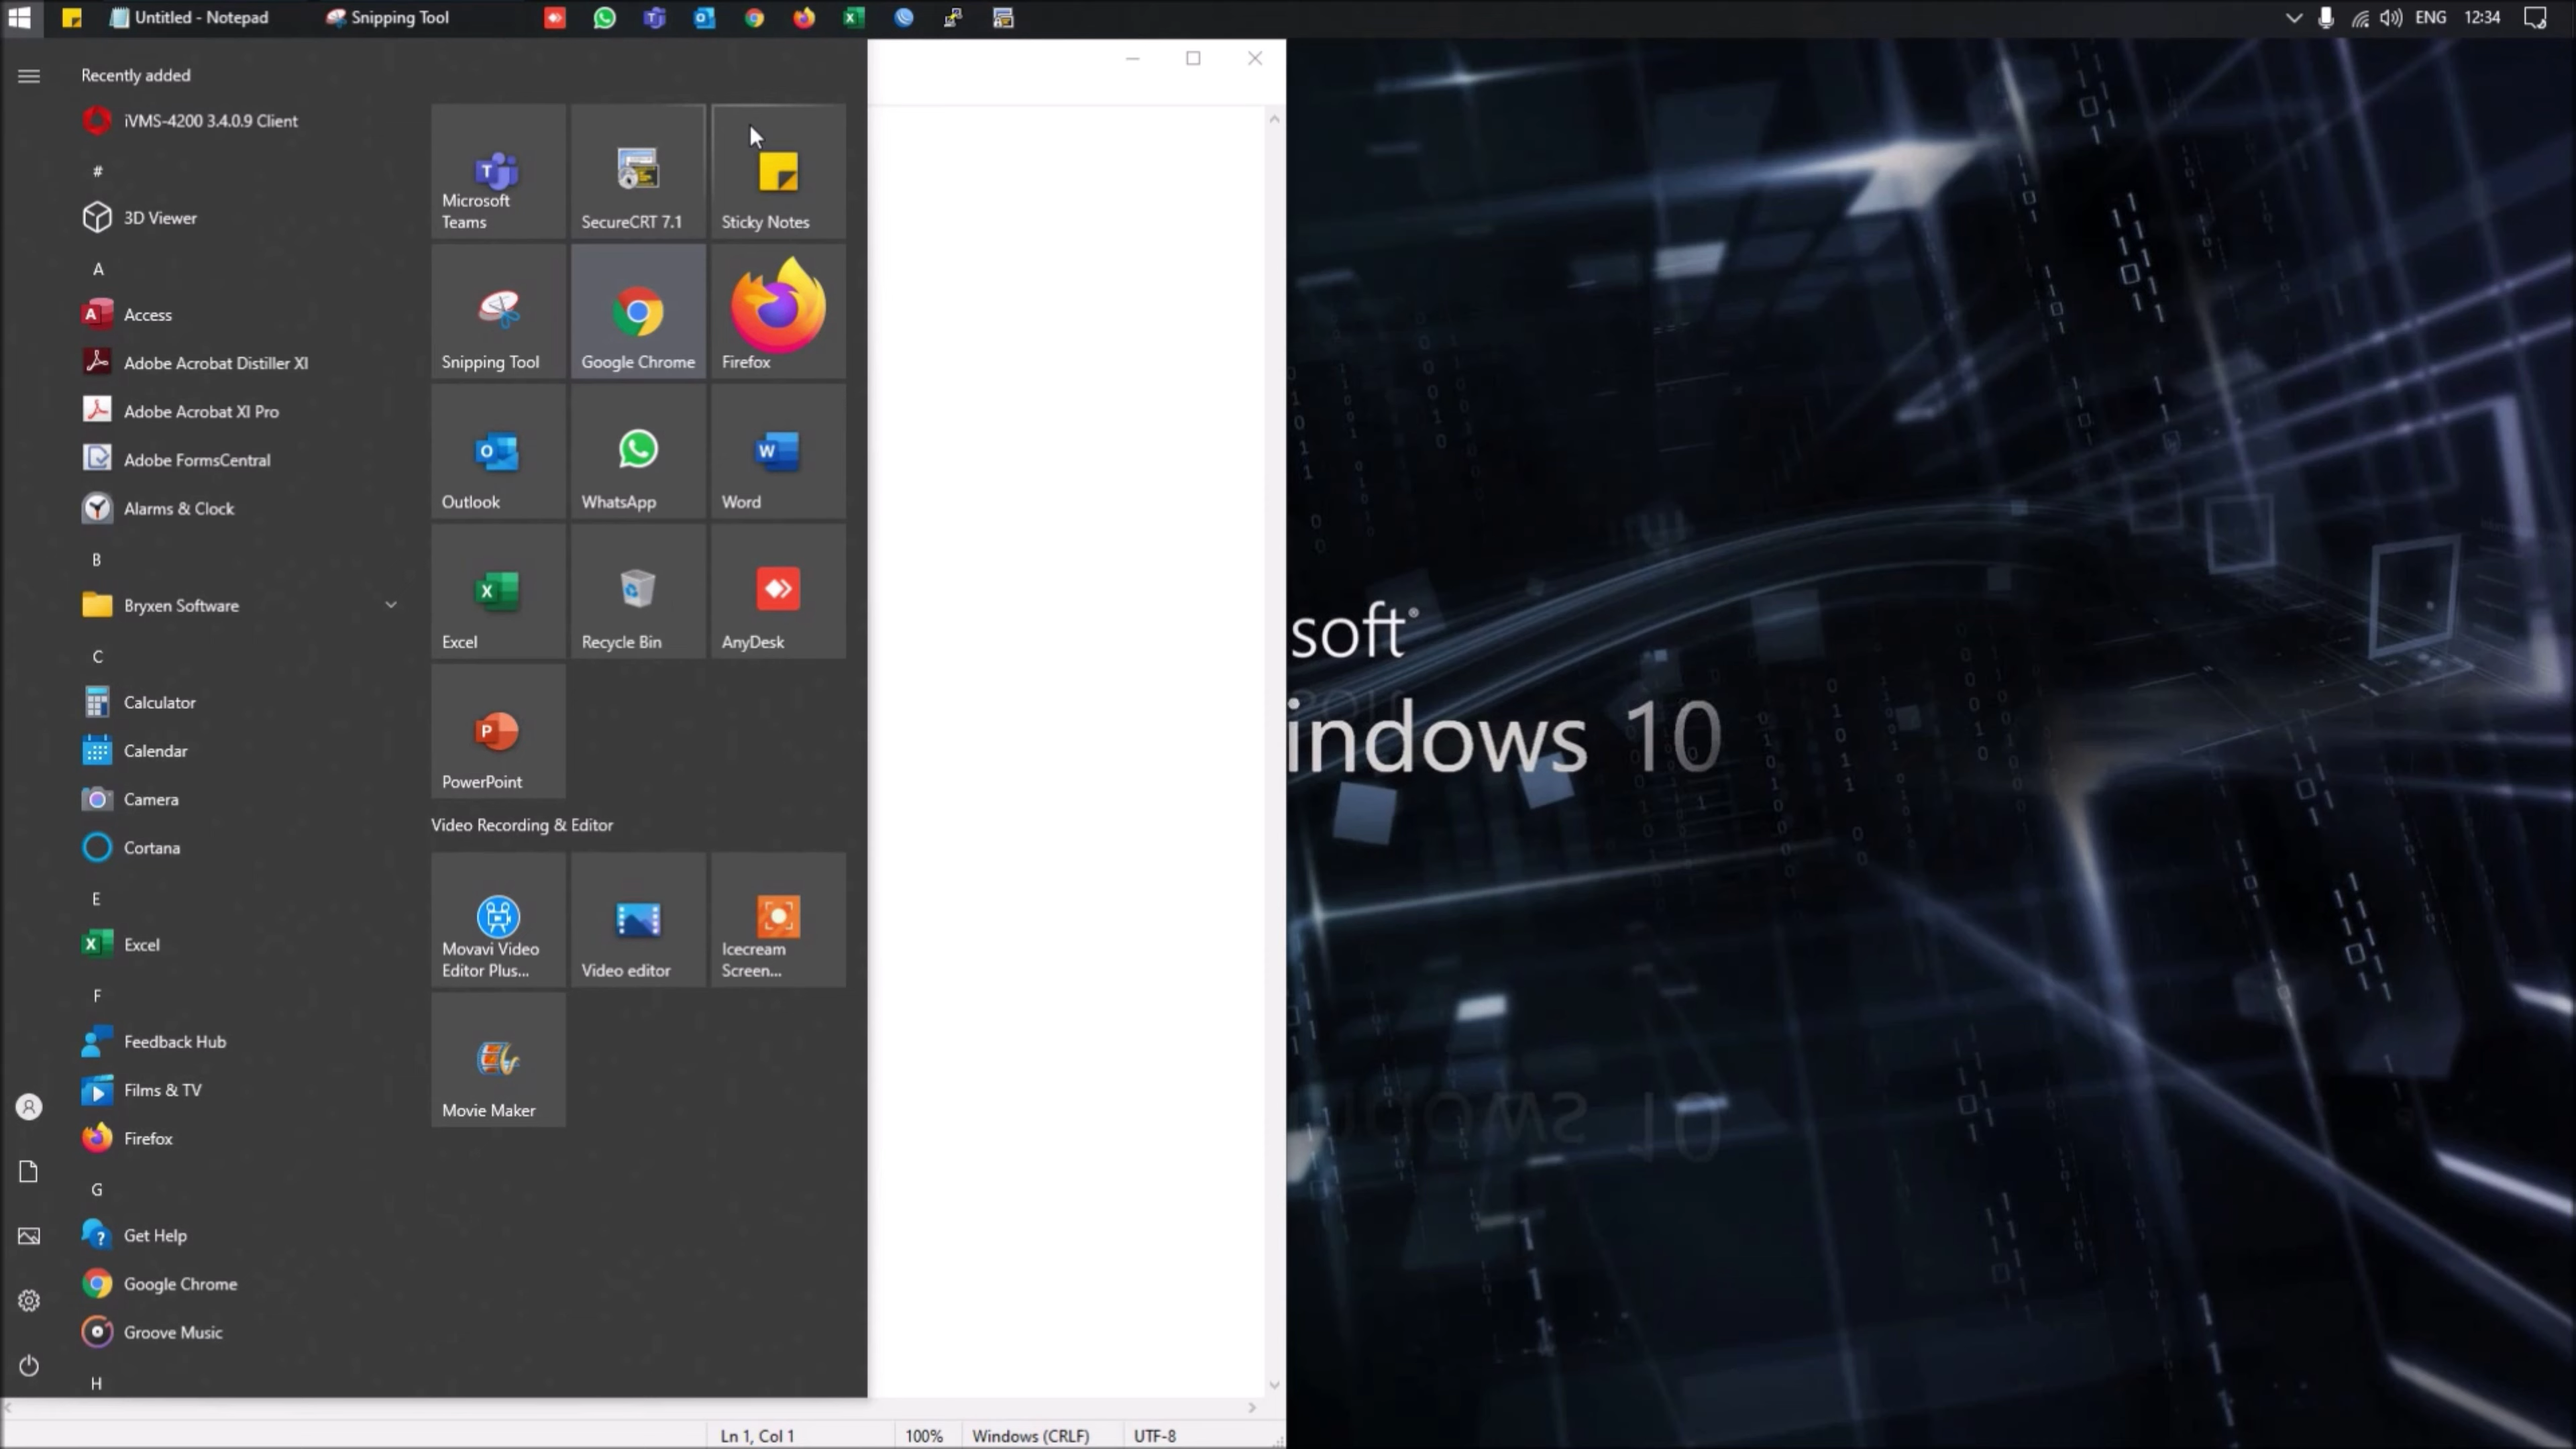 Untitled - Notepad
Snipping Tool
ENG
12:34
Recently added
iVMS-4200 3.4.0.9 Client
#
3D Viewer
A
Access
Adobe Acrobat Distiller XI
Adobe Acrobat XI Pro
Adobe FormsCentral
Alarms & Clock
B
Bryxen Software
C
Calculator
Calendar
Camera
Cortana
E
Excel
F
Feedback Hub
Films & TV
Firefox
G
Get Help
Google Chrome
Groove Music
H
Microsoft
Teams
SecureCRT 7.1
Sticky Notes
Snipping Tool
Google Chrome
Firefox
Outlook
WhatsApp
Word
Excel
Recycle Bin
AnyDesk
PowerPoint
Video Recording & Editor
Movavi Video
Editor Plus...
Video editor
Icecream
Screen...
Movie Maker
soft®
indows 10
Ln 1, Col 1
100%
Windows (CRLF)
UTF-8